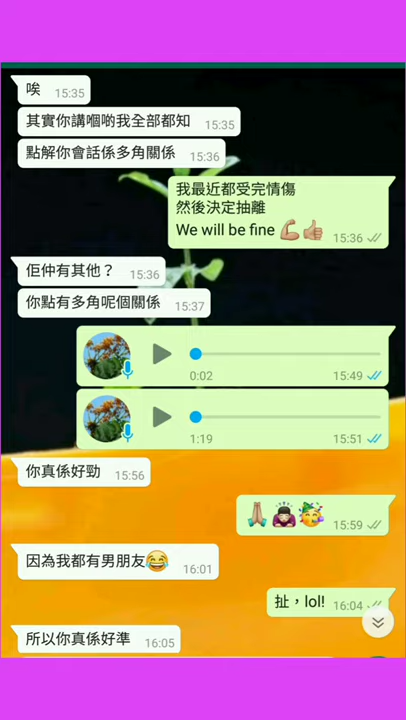 唉 15:35
其實你講嗰啲我全部都知 15:35
點解你會話係多角關係 15:36
我最近都受完情傷
然後決定抽離
We will be fine 💪🏼👍🏼 15:36
佢仲有其他？ 15:36
你點有多角呢個關係 15:37
0:02 15:49
1:19 15:51
你真係好勁 15:56
🙏🏼🙇🏻‍♀️🥳 15:59
因為我都有男朋友😂 16:01
扯，lol! 16:04
所以你真係好準 16:05